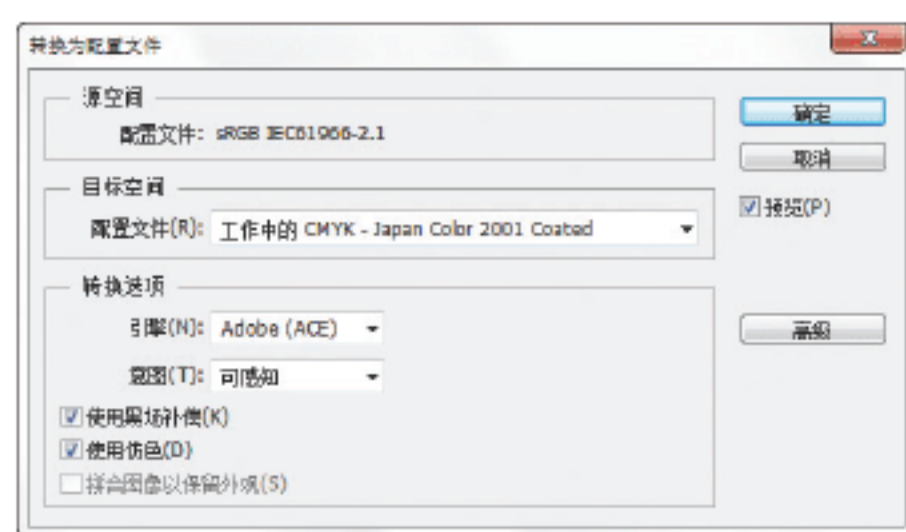 转换为配置文件
源空间
配置文件: sRGB IEC61966-2.1
目标空间
配置文件(R): 工作中的 CMYK - Japan Color 2001 Coated
转换选项
引擎(N): Adobe (ACE)
意图(T): 可感知
使用黑场补偿(K)
使用仿色(D)
拼合图像以保留外观(S)
确定
取消
预览(P)
高级